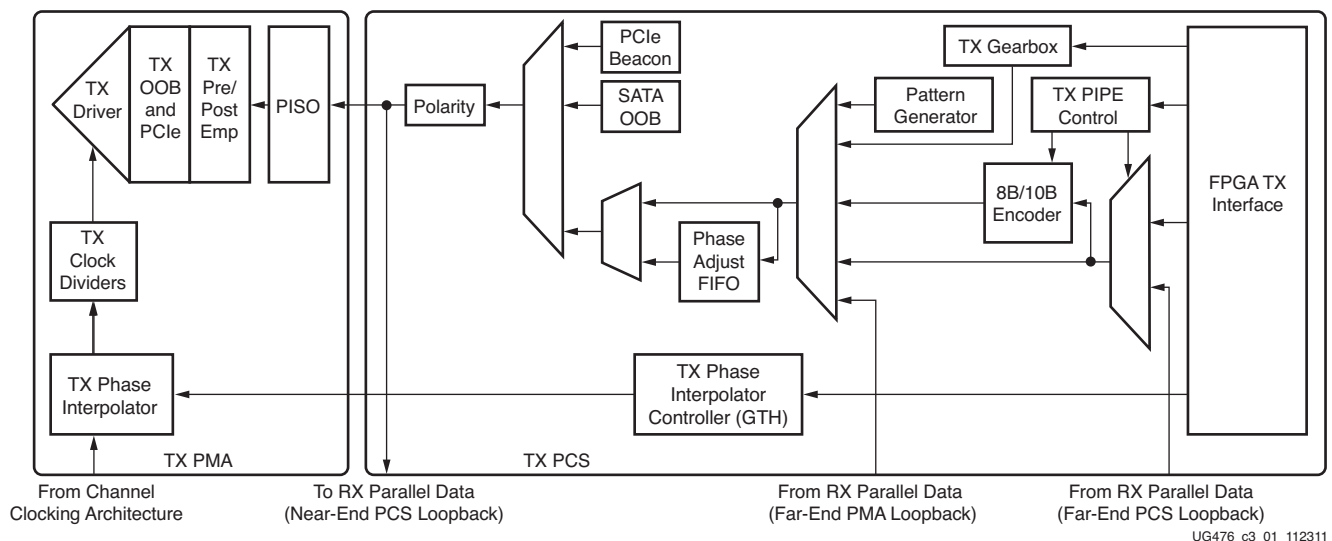 TX
Driver
TX
OOB
and
PCIe
TX
Pre/
Post
Emp
PISO
Polarity
PCIe
Beacon
SATA
OOB
TX Gearbox
Pattern
Generator
TX PIPE
Control
8B/10B
Encoder
FPGA TX
Interface
Phase
Adjust
FIFO
TX
Clock
Dividers
TX Phase
Interpolator
TX Phase
Interpolator
Controller (GTH)
TX PMA
TX PCS
From Channel
Clocking Architecture
To RX Parallel Data
(Near-End PCS Loopback)
From RX Parallel Data
(Far-End PMA Loopback)
From RX Parallel Data
(Far-End PCS Loopback)
UG476_c3_01_112311